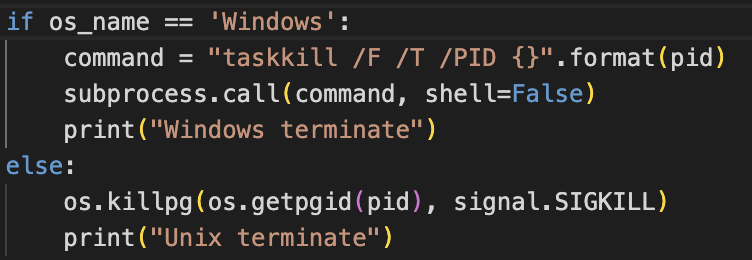 if os_name == 'Windows':
    command = "taskkill /F /T /PID {}".format(pid)
    subprocess.call(command, shell=False)
    print("Windows terminate")
else:
    os.killpg(os.getpgid(pid), signal.SIGKILL)
    print("Unix terminate")